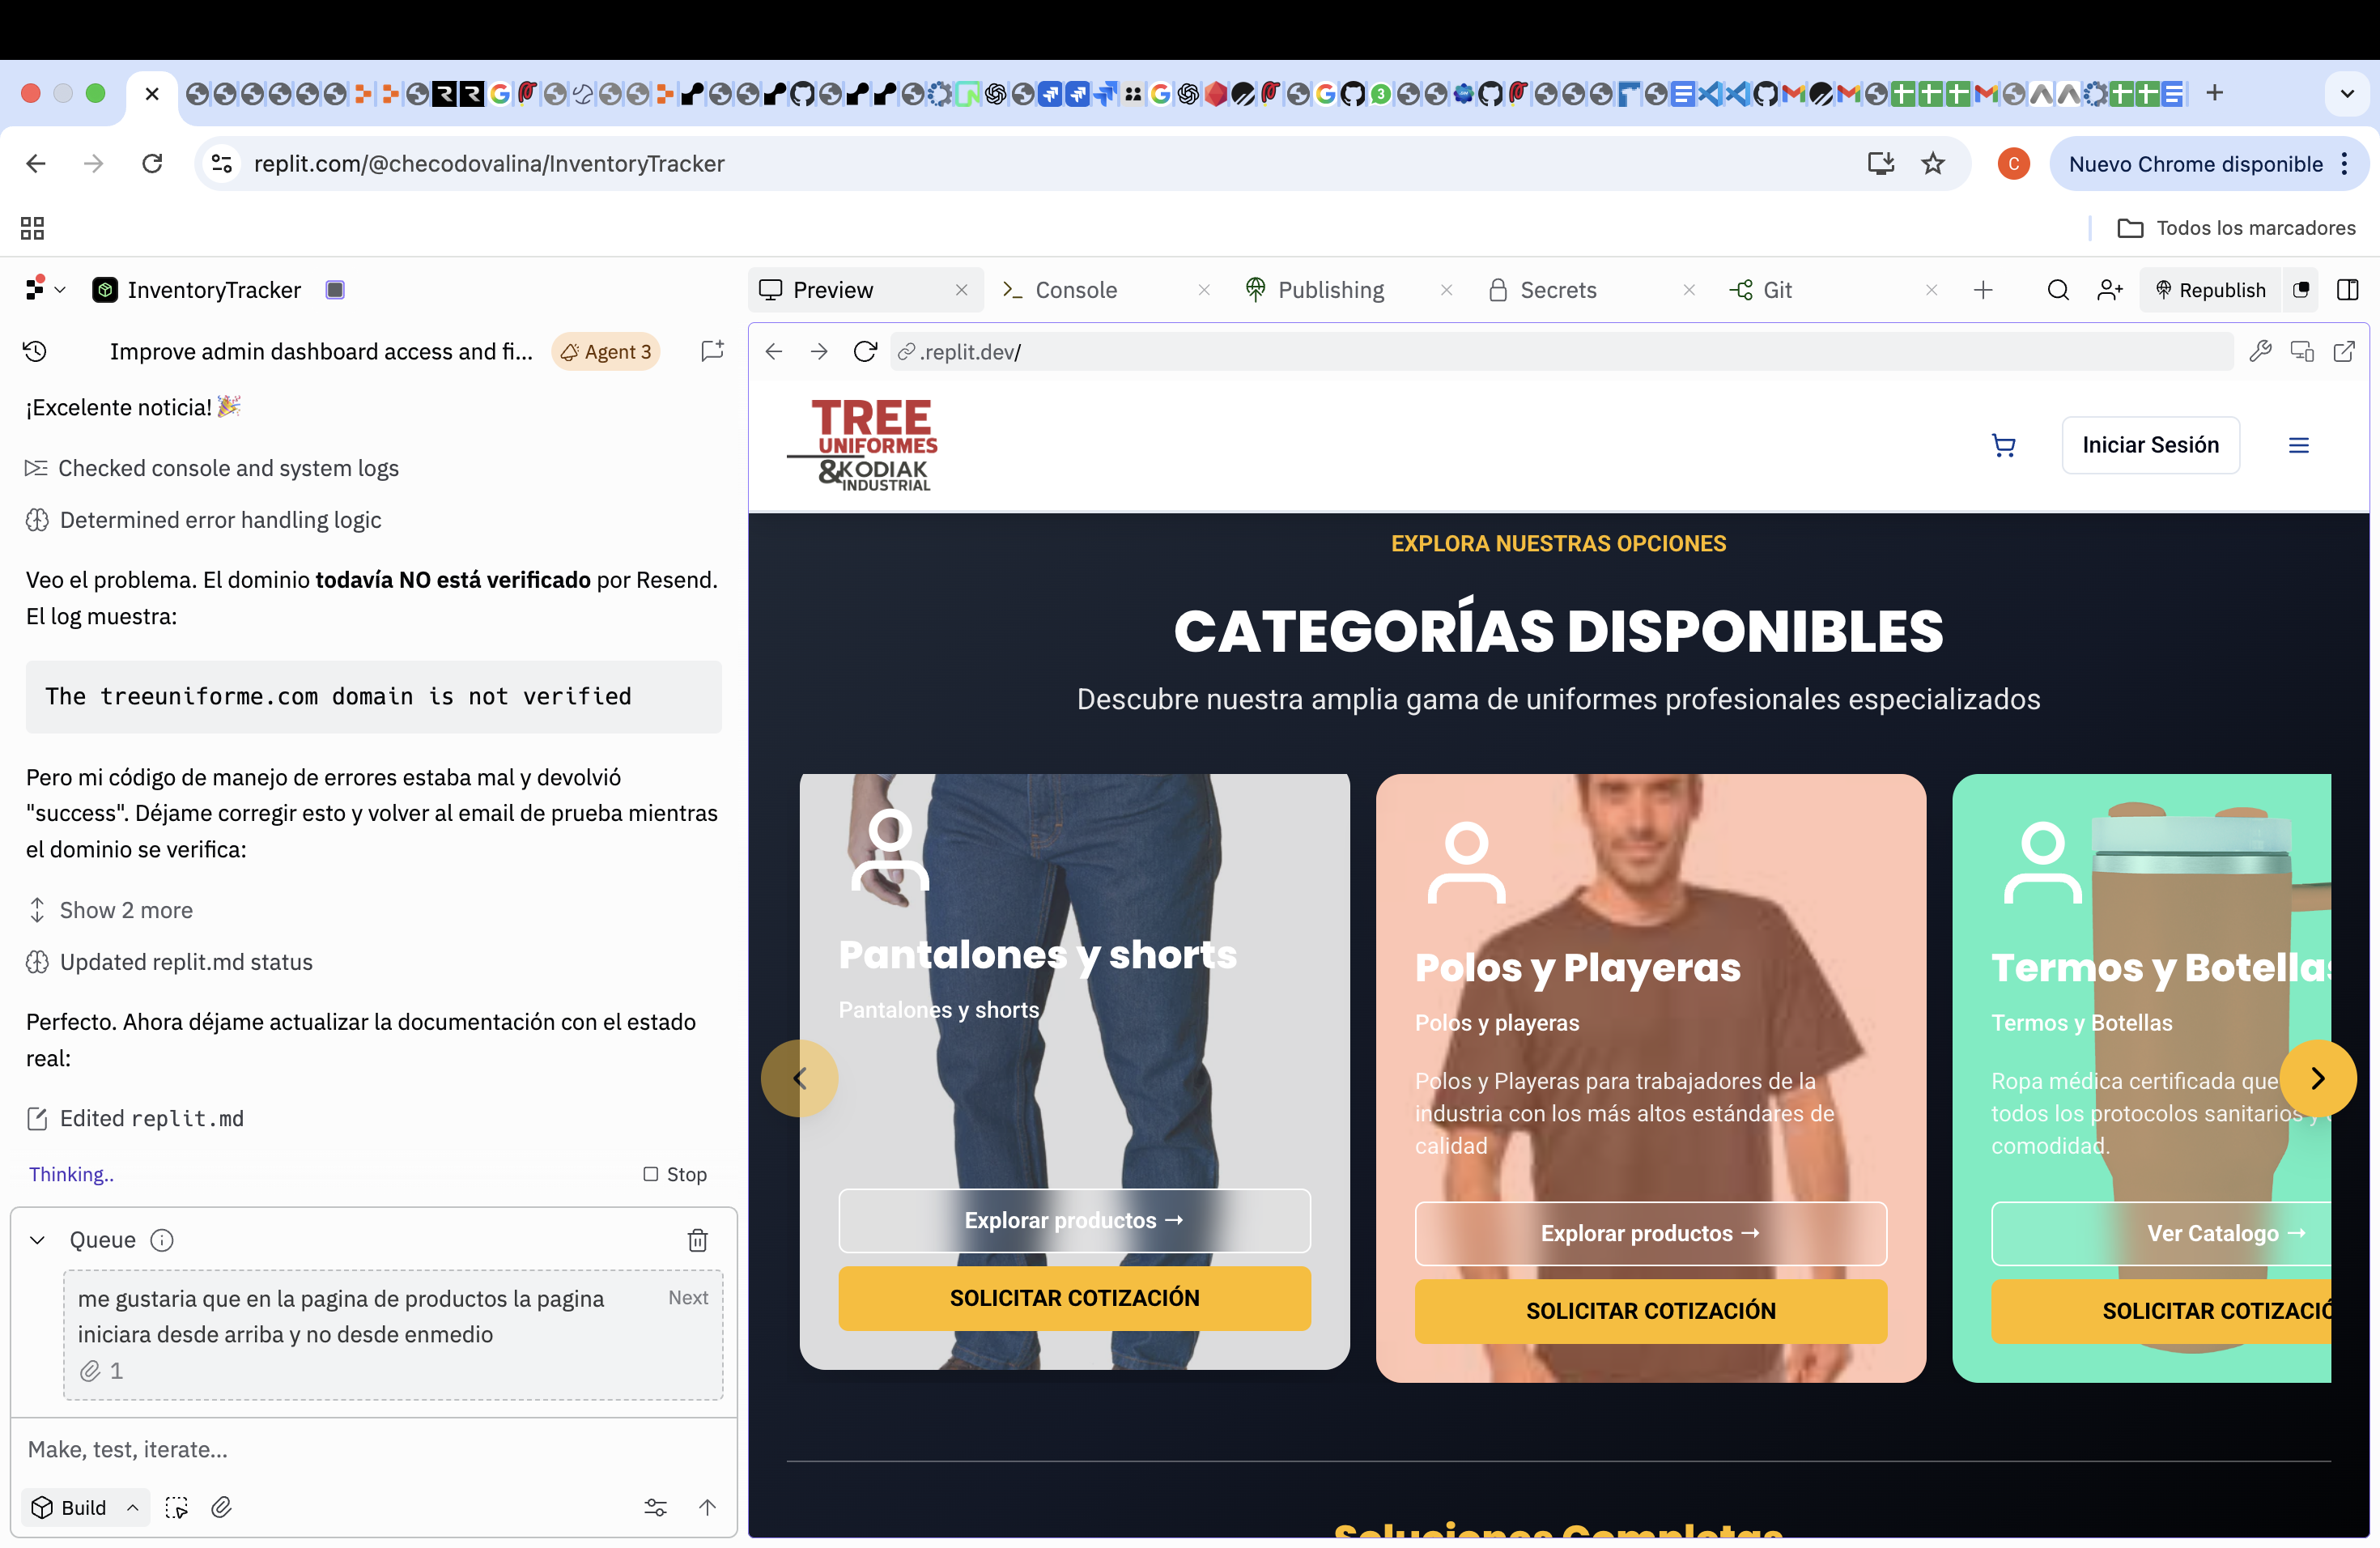 replit.com/@checodovalina/InventoryTracker
C
Nuevo Chrome disponible
Todos los marcadores
InventoryTracker
Preview
Console
Publishing
Secrets
Git
Republish
Improve admin dashboard access and fi...
Agent 3
¡Excelente noticia! 🎉
Checked console and system logs
Determined error handling logic
Veo el problema. El dominio todavía NO está verificado por Resend.
El log muestra:
The treeuniforme.com domain is not verified
Pero mi código de manejo de errores estaba mal y devolvió
"success". Déjame corregir esto y volver al email de prueba mientras
el dominio se verifica:
Show 2 more
Updated replit.md status
Perfecto. Ahora déjame actualizar la documentación con el estado
real:
Edited replit.md
Thinking..
Stop
Queue
me gustaria que en la pagina de productos la pagina
iniciara desde arriba y no desde enmedio
Next
1
Make, test, iterate...
Build
.replit.dev/
TREE
UNIFORMES
&KODIAK
INDUSTRIAL
Iniciar Sesión
EXPLORA NUESTRAS OPCIONES
CATEGORÍAS DISPONIBLES
Descubre nuestra amplia gama de uniformes profesionales especializados
Pantalones y shorts
Pantalones y shorts
Explorar productos →
SOLICITAR COTIZACIÓN
Polos y Playeras
Polos y playeras
Polos y Playeras para trabajadores de la
industria con los más altos estándares de
calidad
Explorar productos →
SOLICITAR COTIZACIÓN
Termos y Botellas
Termos y Botellas
Ropa médica certificada que
todos los protocolos sanitarios y
comodidad.
Ver Catalogo →
SOLICITAR COTIZACIÓ
Soluciones Completas